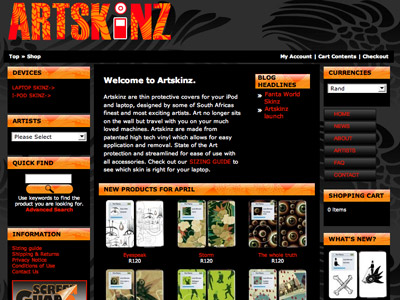 ARTSKINZ
Top » Shop
My Account | Cart Contents | Checkout
DEVICES
LAPTOP SKINZ->
I-POD SKINZ->
ARTISTS
Please Select
QUICK FIND
Use keywords to find the
product you are looking for.
Advanced Search
INFORMATION
Sizing guide
Shipping & Returns
Privacy Notice
Conditions of Use
Contact Us
SCREEN
GUARDZ
Welcome to Artskinz.
Artskinz are thin protective covers for your iPod
and laptop, designed by some of South Africas
finest and most exciting artists. Art no longer sits
on the wall but travel with you on your much
loved machines. Artskinz are made from
patented high tech vinyl which allows for easy
application and removal. State of the Art
protection and streamlined for ease of use with
all accessories. Check out our SIZING GUIDE to
see which skin is right for your laptop.
BLOG
HEADLINES
» Fanta World
Skinz
» Artskinz
launch
NEW PRODUCTS FOR APRIL
Eyespeak
R120
Storm
R120
The whole truth
R120
CURRENCIES
Rand
HOME
NEWS
ABOUT
ARTISTS
FAQ
CONTACT
SHOPPING CART
0 items
WHAT'S NEW?